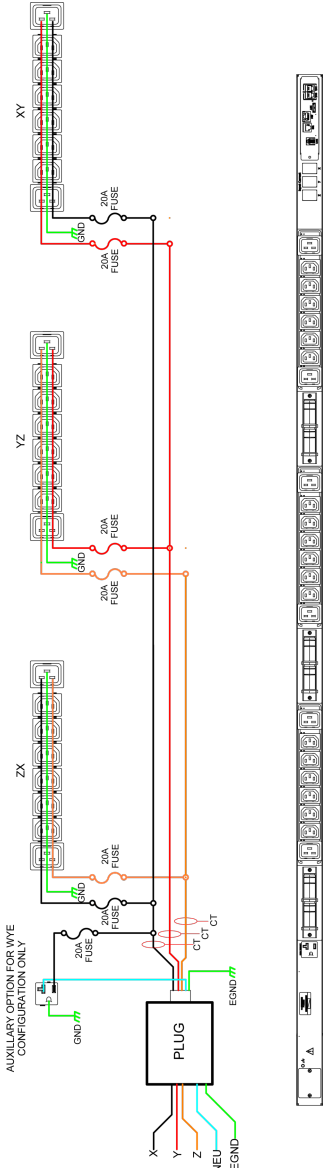 XY
20A
FUSE
GND
20A
FUSE
YZ
20A
FUSE
GND
20A
FUSE
ZX
20A
FUSE
GND
20A
FUSE
AUXILLARY OPTION FOR WYE
CONFIGURATION ONLY
20A
FUSE
GND
CT
CT
CT
EGND
PLUG
X
Y
Z
NEU
EGND